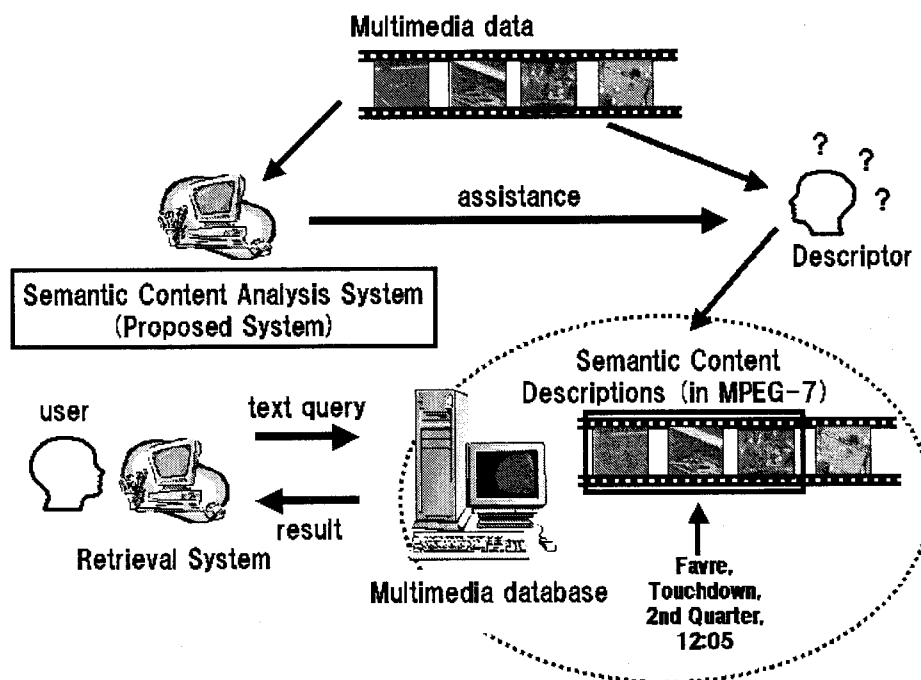 Multimedia data
?
?
?
assistance
Descriptor
Semantic Content Analysis System
(Proposed System)
Semantic Content
Descriptions (in MPEG-7)
user
text query
result
Retrieval System
Multimedia database
Favre,
Touchdown,
2nd Quarter,
12:05